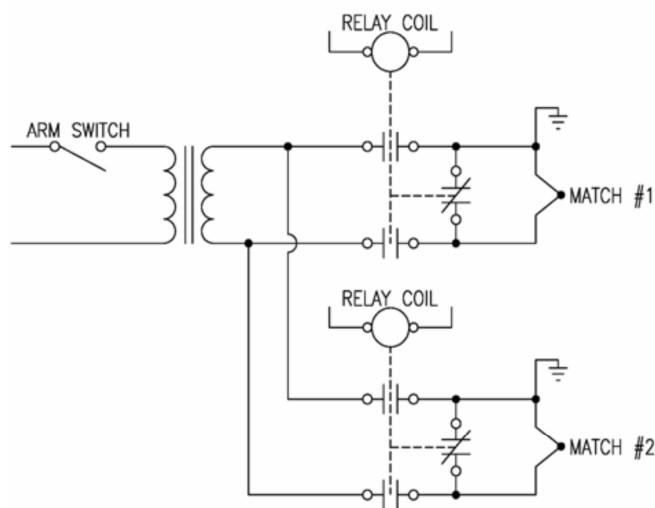 RELAY COIL
ARM SWITCH
MATCH #1
RELAY COIL
MATCH #2